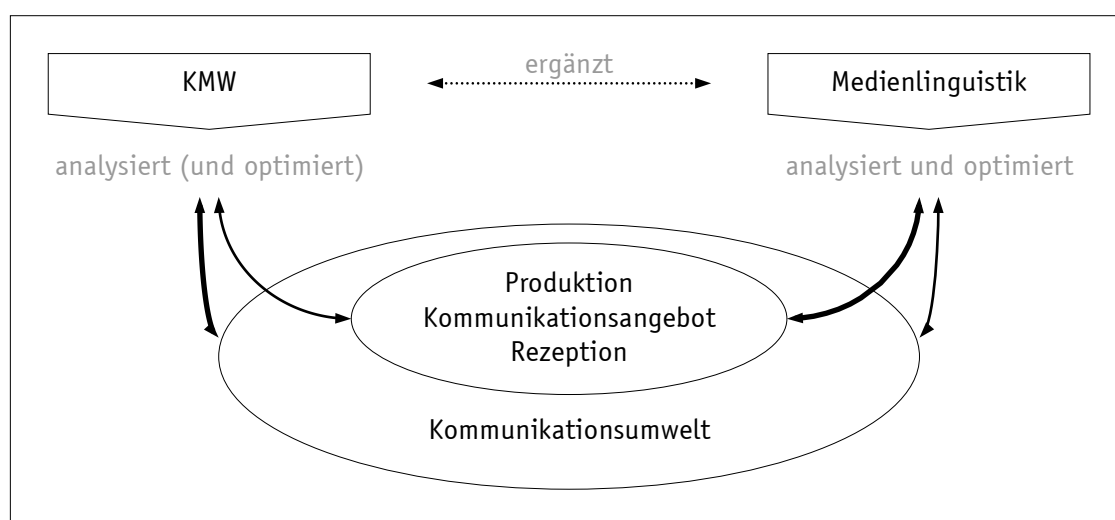 KMW
ergänzt
Medienlinguistik
analysiert (und optimiert)
analysiert und optimiert
Produktion
Kommunikationsangebot
Rezeption
Kommunikationsumwelt